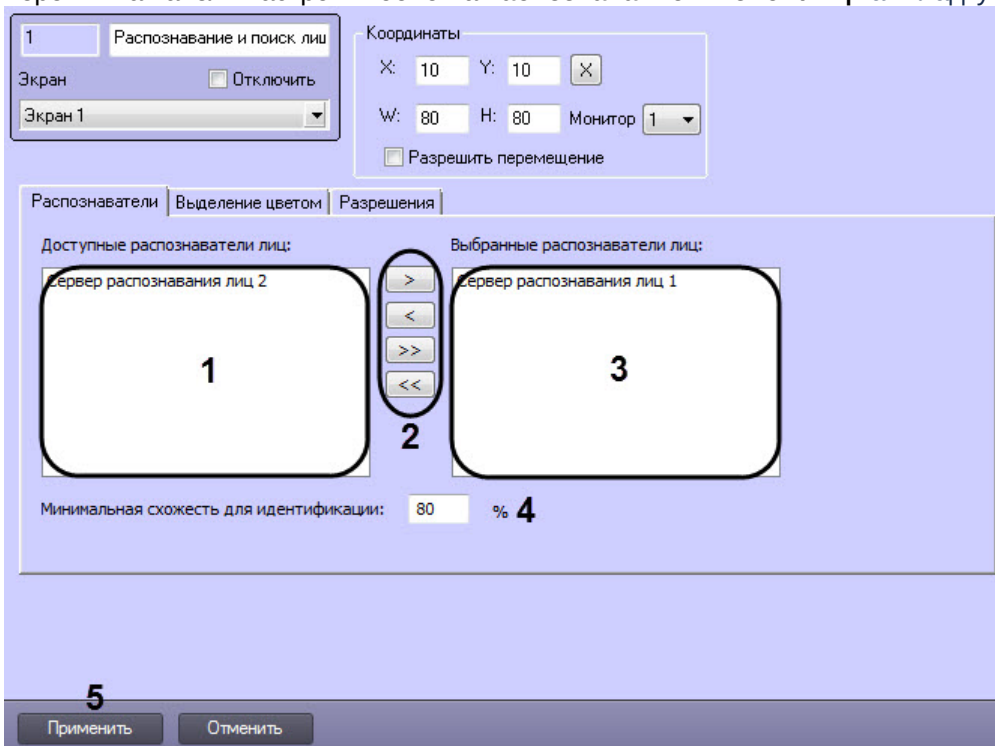 1 Распознавание и поиск лиц
Экран Отключить
Экран 1
Координаты
X: 10 Y: 10 X
W: 80 H: 80 Монитор 1
Разрешить перемещение
Распознаватели Выделение цветом Разрешения
Доступные распознаватели лиц: Выбранные распознаватели лиц:
Сервер распознавания лиц 2 > Сервер распознавания лиц 1
<
>>
<<
1 2 3
Минимальная схожесть для идентификации: 80 % 4
5
Применить Отменить